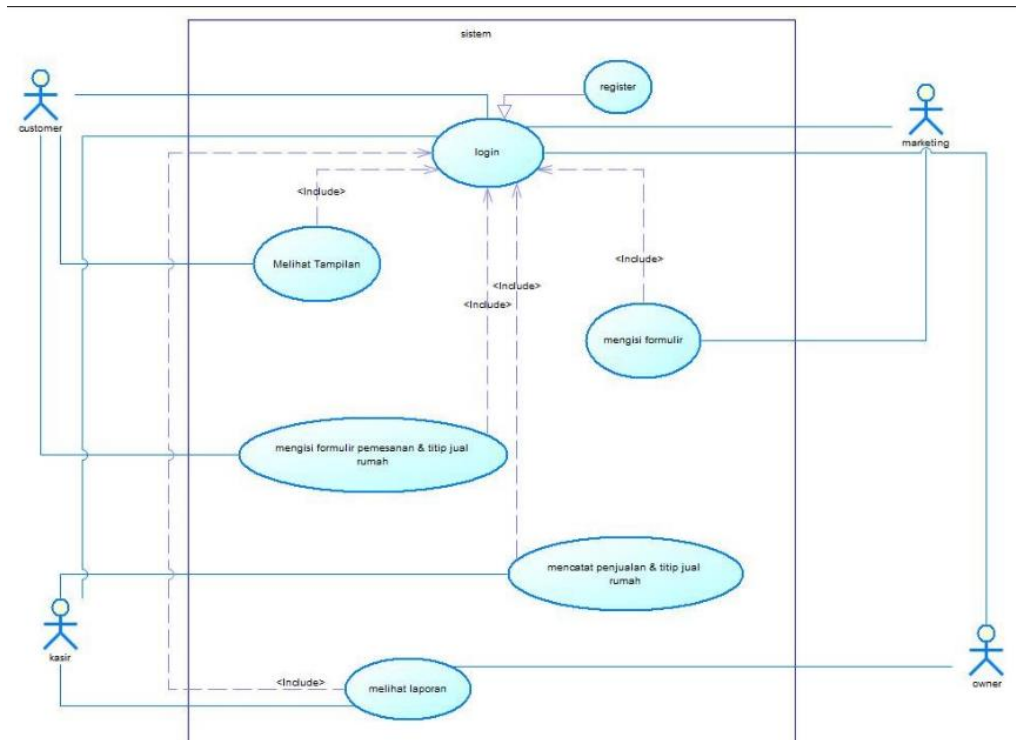 sistem
register
customer
marketing
login
<Include>
Melihat Tampilan
<Include>
<Include>
<Include>
mengisi formulir
mengisi formulir pemesanan & titip jual
rumah
mencatat penjualan & titip jual
rumah
kasir
<Include>
melihat laporan
owner